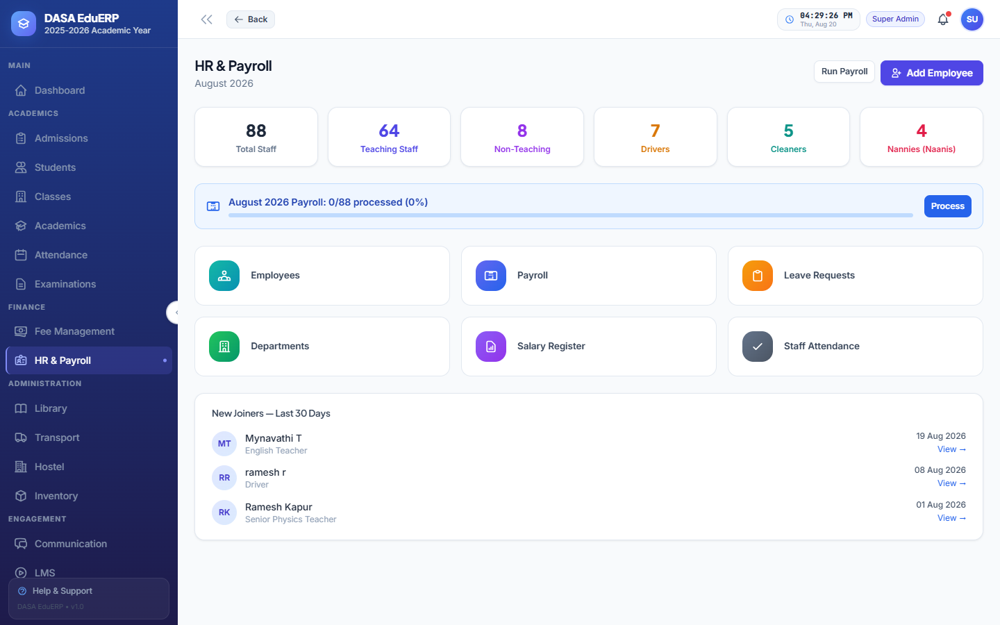 DASA EduERP
2025-2026 Academic Year
MAIN
Dashboard
ACADEMICS
Admissions
Students
Classes
Academics
Attendance
Examinations
FINANCE
Fee Management
HR & Payroll
ADMINISTRATION
Library
Transport
Hostel
Inventory
ENGAGEMENT
Communication
LMS
Help & Support
DASA EduERP • v1.0
← Back
04:29:26 PM
Thu, Aug 20
Super Admin
SU
HR & Payroll
August 2026
Run Payroll
Add Employee
88
Total Staff
64
Teaching Staff
8
Non-Teaching
7
Drivers
5
Cleaners
4
Nannies (Naanis)
August 2026 Payroll: 0/88 processed (0%)
Process
Employees
Payroll
Leave Requests
Departments
Salary Register
Staff Attendance
New Joiners — Last 30 Days
MT
Mynavathi T
English Teacher
19 Aug 2026
View →
RR
ramesh r
Driver
08 Aug 2026
View →
RK
Ramesh Kapur
Senior Physics Teacher
01 Aug 2026
View →